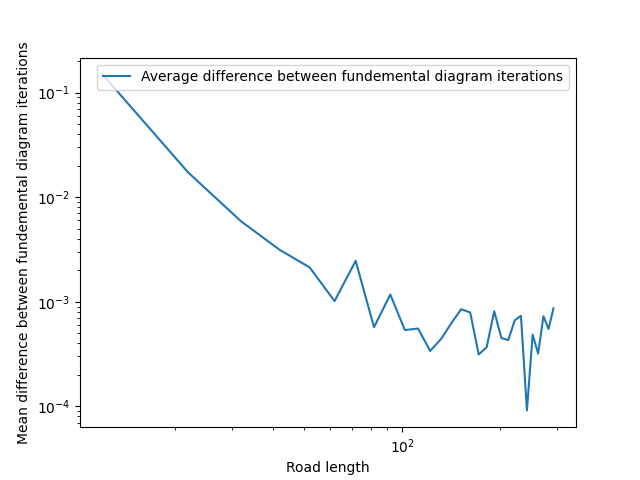 Average difference between fundemental diagram iterations
Mean difference between fundemental diagram iterations
10⁻¹
10⁻²
10⁻³
10⁻⁴
10²
Road length